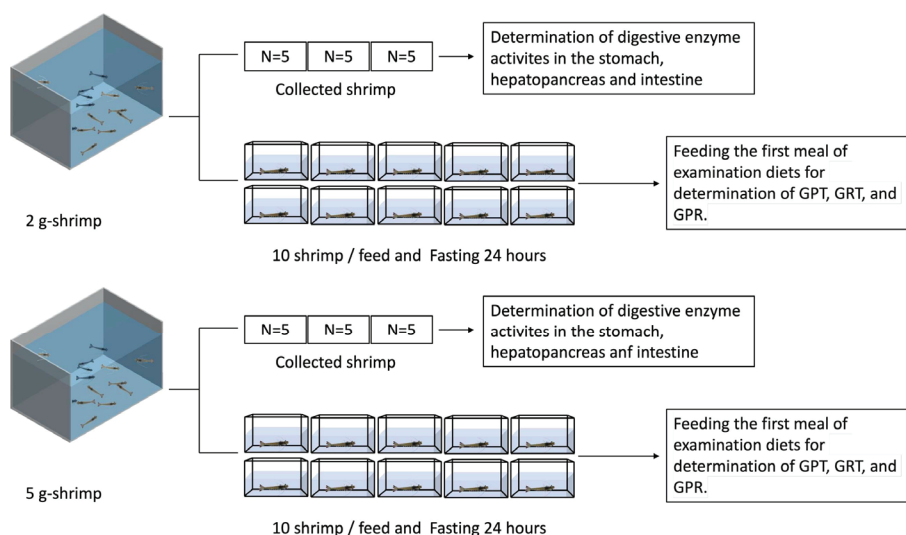 N=5 N=5 N=5
Collected shrimp
Determination of digestive enzyme
activites in the stomach,
hepatopancreas and intestine
2 g-shrimp
10 shrimp / feed and Fasting 24 hours
Feeding the first meal of
examination diets for
determination of GPT, GRT, and
GPR.
N=5 N=5 N=5
Collected shrimp
Determination of digestive enzyme
activites in the stomach,
hepatopancreas anf intestine
5 g-shrimp
10 shrimp / feed and Fasting 24 hours
Feeding the first meal of
examination diets for
determination of GPT, GRT, and
GPR.